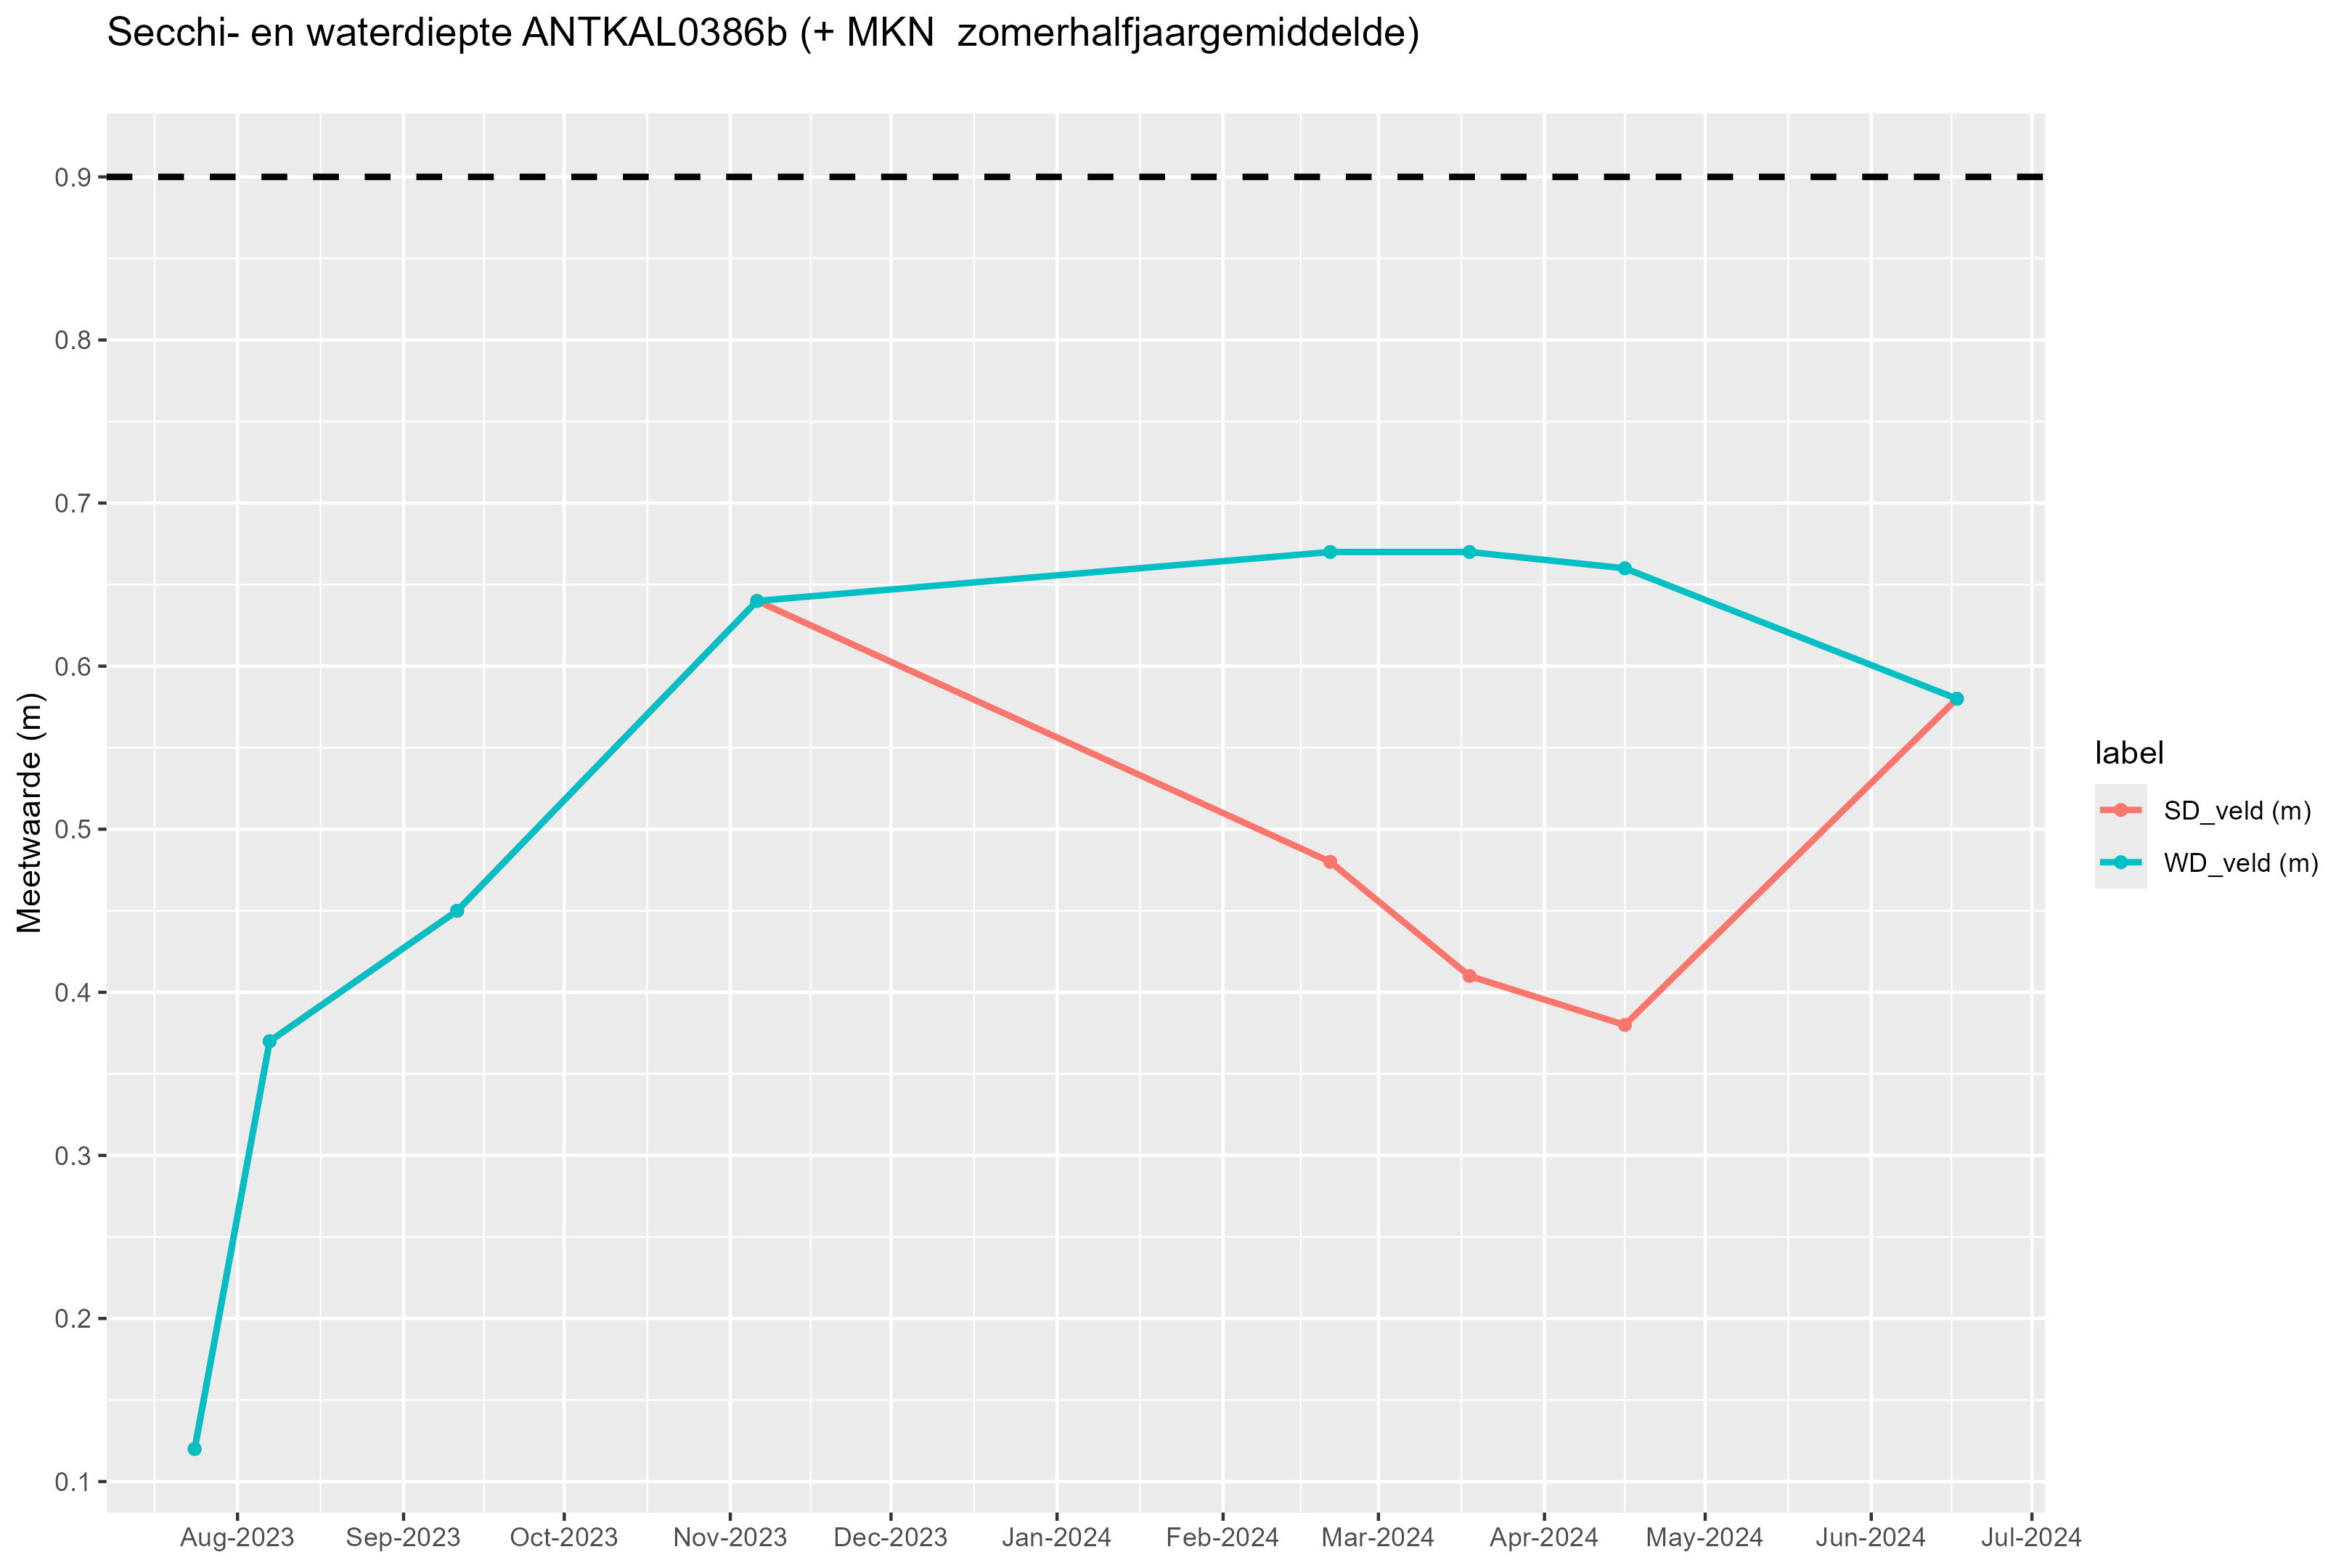 Secchi- en waterdiepte ANTKAL0386b (+ MKN  zomerhalfjaargemiddelde)
Meetwaarde (m)
0.9
0.8
0.7
0.6
0.5
0.4
0.3
0.2
0.1
Aug-2023 Sep-2023 Oct-2023 Nov-2023 Dec-2023 Jan-2024 Feb-2024 Mar-2024 Apr-2024 May-2024 Jun-2024 Jul-2024
label
SD_veld (m)
WD_veld (m)